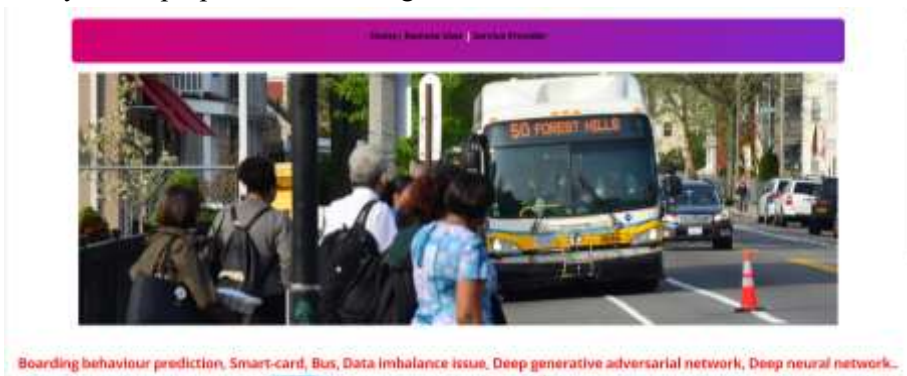 Home | Remote User | Service Provider
50 FOREST HILLS
Boarding behaviour prediction, Smart-card, Bus, Data imbalance issue, Deep generative adversarial network, Deep neural network..